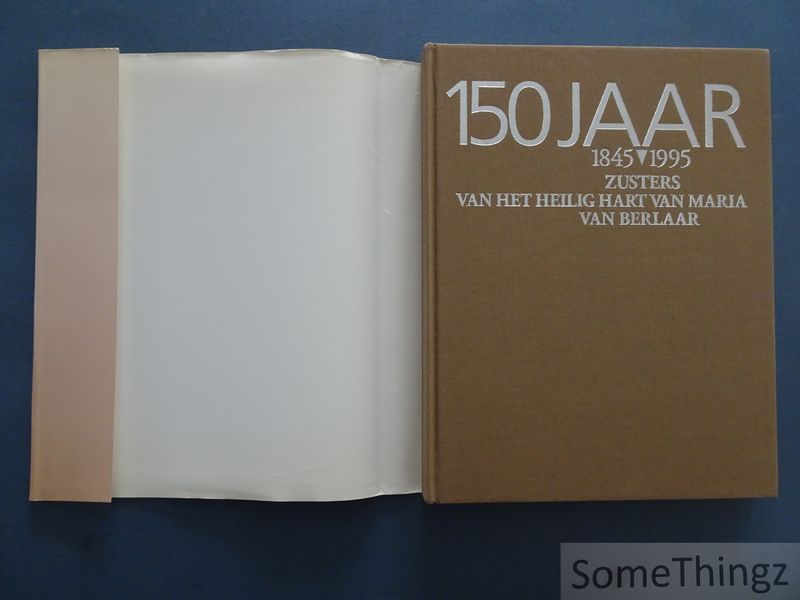 150 JAAR
1845▼1995
ZUSTERS
VAN HET HEILIG HART VAN MARIA
VAN BERLAAR
SomeThingz